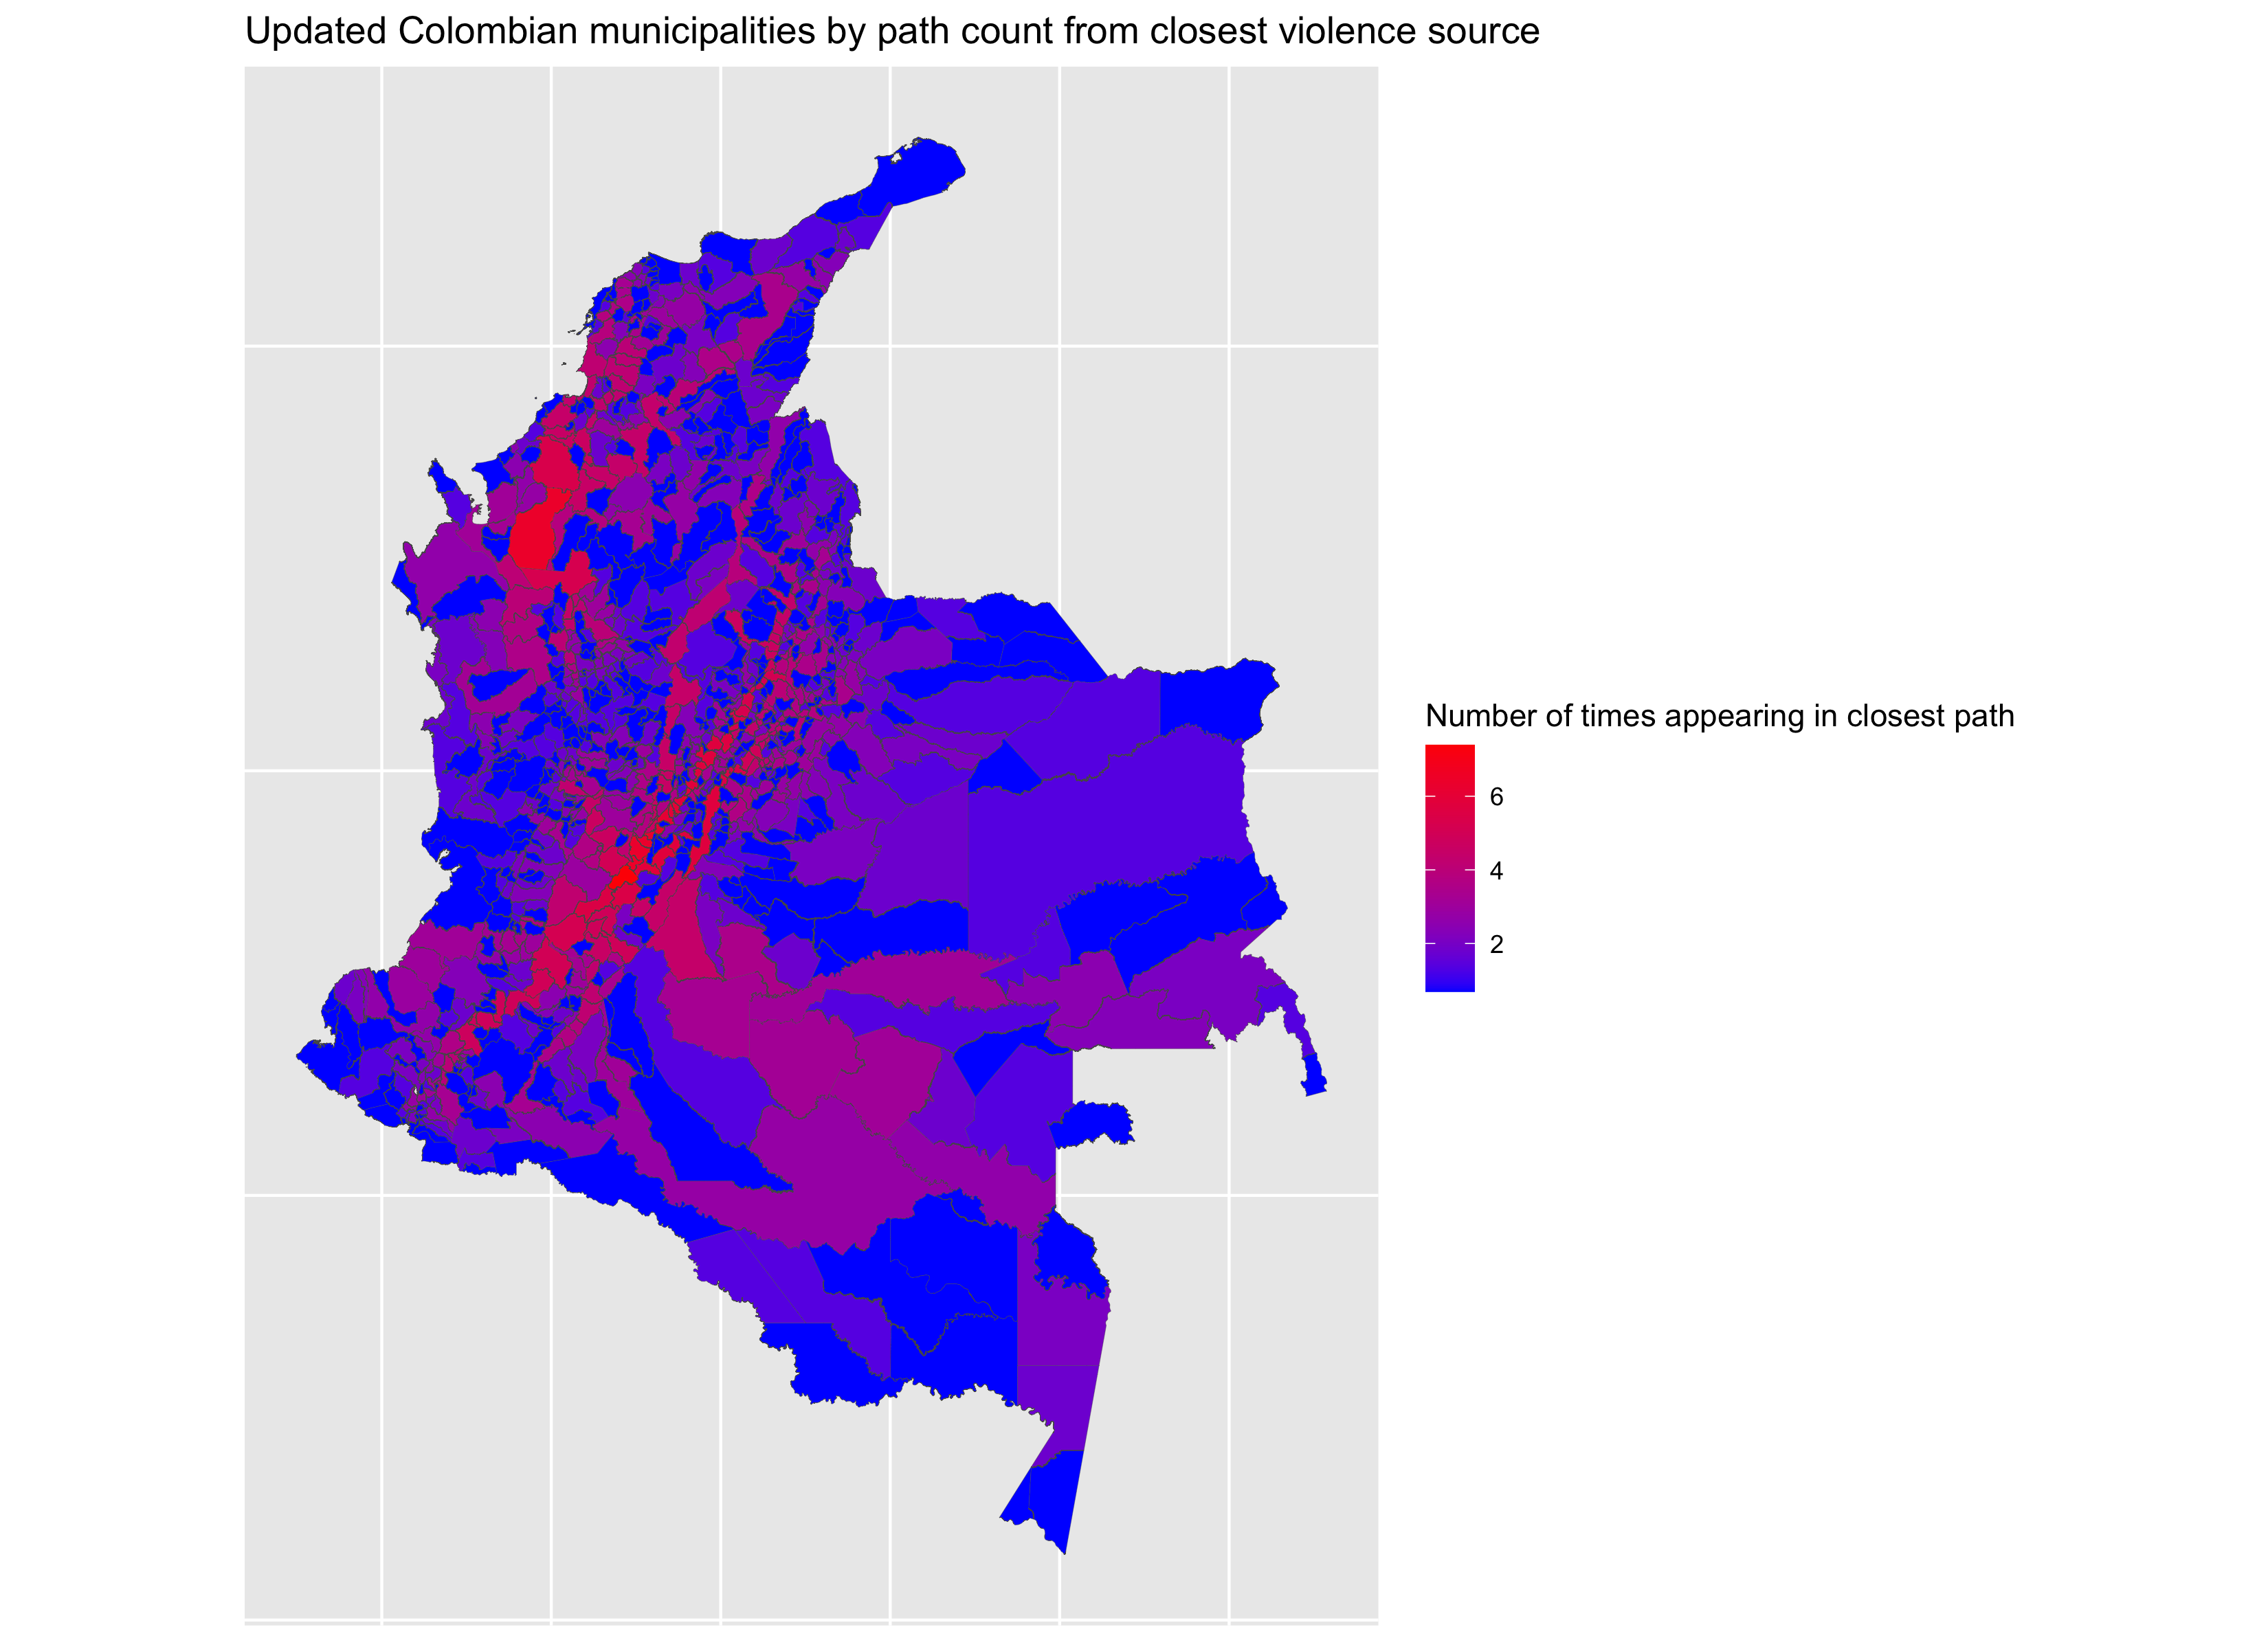 Updated Colombian municipalities by path count from closest violence source
Number of times appearing in closest path
6
4
2